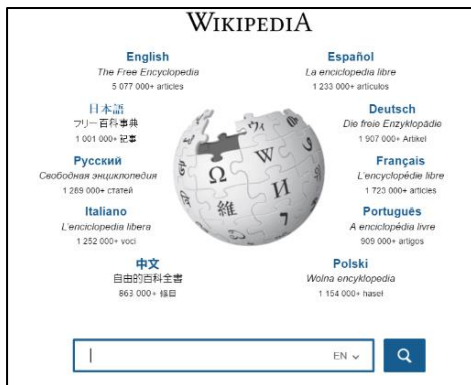 WIKIPEDIA
English
The Free Encyclopedia
5 077 000+ articles
Español
La enciclopedia libre
1 233 000+ artículos
日本語
フリー百科事典
1 001 000+ 記事
Deutsch
Die freie Enzyklopädie
1 907 000+ Artikel
Русский
Свободная энциклопедия
1 289 000+ статей
Français
L'encyclopédie libre
1 723 000+ articles
Italiano
L'enciclopedia libera
1 252 000+ voci
Português
A enciclopédia livre
909 000+ artigos
中文
自由的百科全書
863 000+ 條目
Polski
Wolna encyklopedia
1 154 000+ haseł
Ω
W
И
維
7
EN